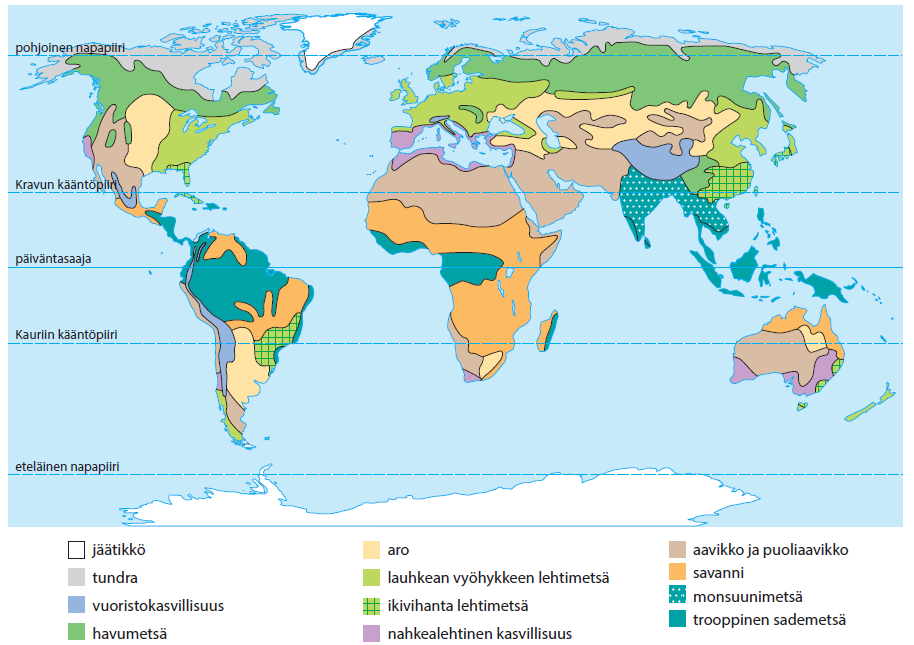 pohjoinen napapiiri
Kravun kääntöpiiri
päiväntasaaja
Kauriin kääntöpiiri
eteläinen napapiiri
jäätikkö
tundra
vuoristokasvillisuus
havumetsä
aro
lauhkean vyöhykkeen lehtimetsä
ikivihanta lehtimetsä
nahkealehtinen kasvillisuus
aavikko ja puoliaavikko
savanni
monsuunimetsä
trooppinen sademetsä